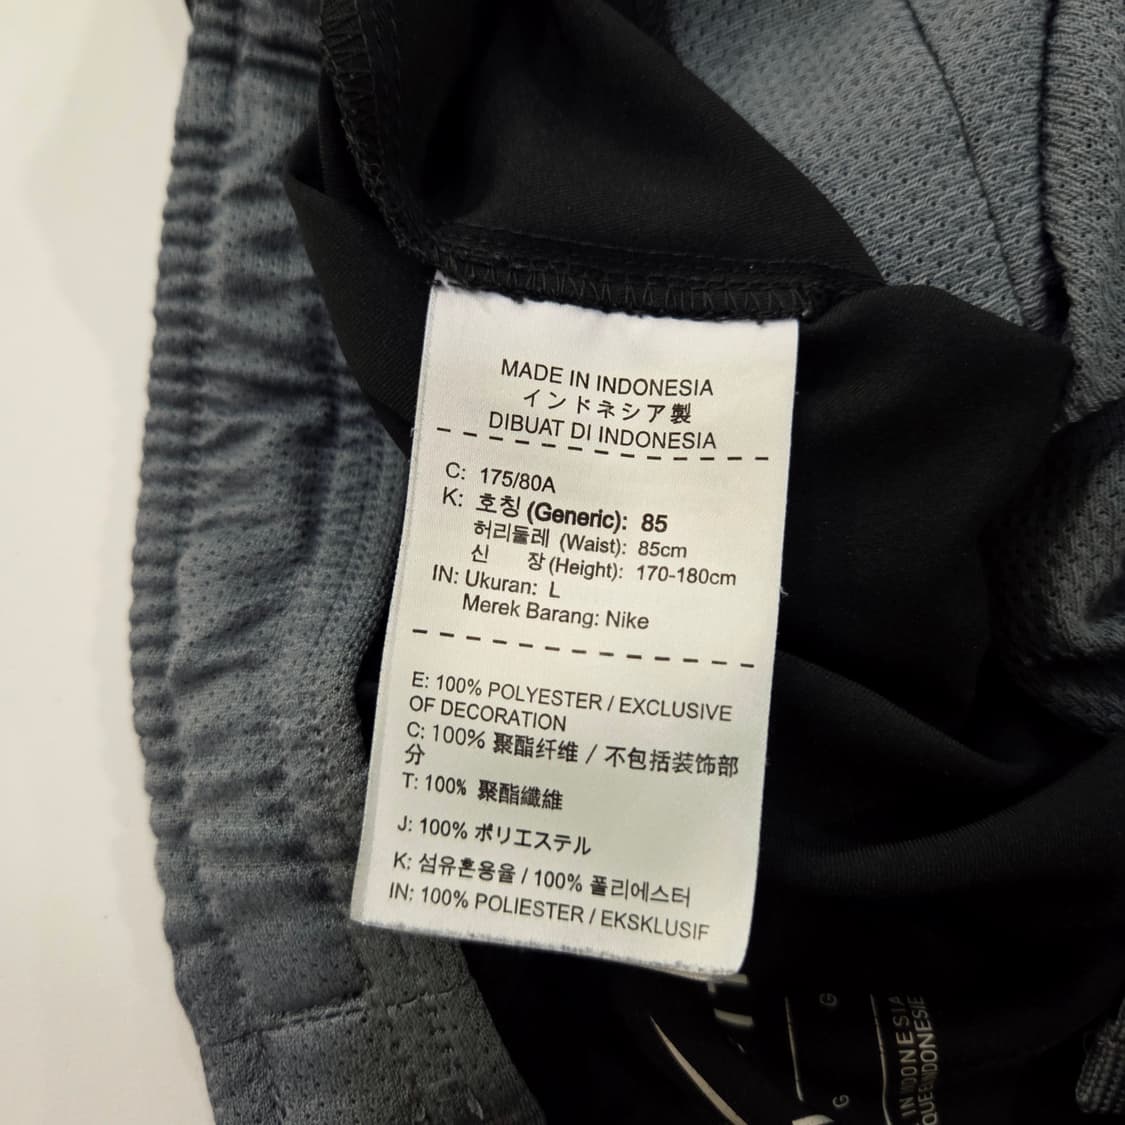 MADE IN INDONESIA
インドネシア製
DIBUAT DI INDONESIA
C: 175/80A
K: 호칭 (Generic): 85
허리둘레 (Waist): 85cm
신 장 (Height): 170-180cm
IN: Ukuran: L
Merek Barang: Nike
E: 100% POLYESTER / EXCLUSIVE
OF DECORATION
C: 100% 聚酯纤维 / 不包括装饰部
分
T: 100% 聚酯纖維
J: 100% ポリエステル
K: 섬유혼용율 / 100% 폴리에스터
IN: 100% POLIESTER / EKSKLUSIF
G
G
IN INDONESIA